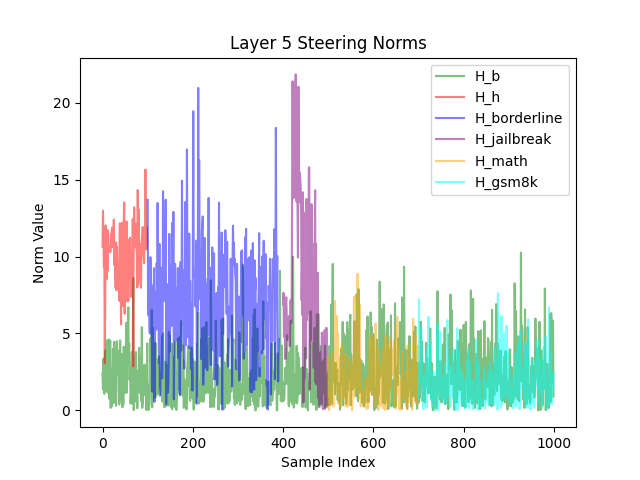 Layer 5 Steering Norms
H_b
H_h
H_borderline
H_jailbreak
H_math
H_gsm8k
20
15
10
5
0
Norm Value
0 200 400 600 800 1000
Sample Index